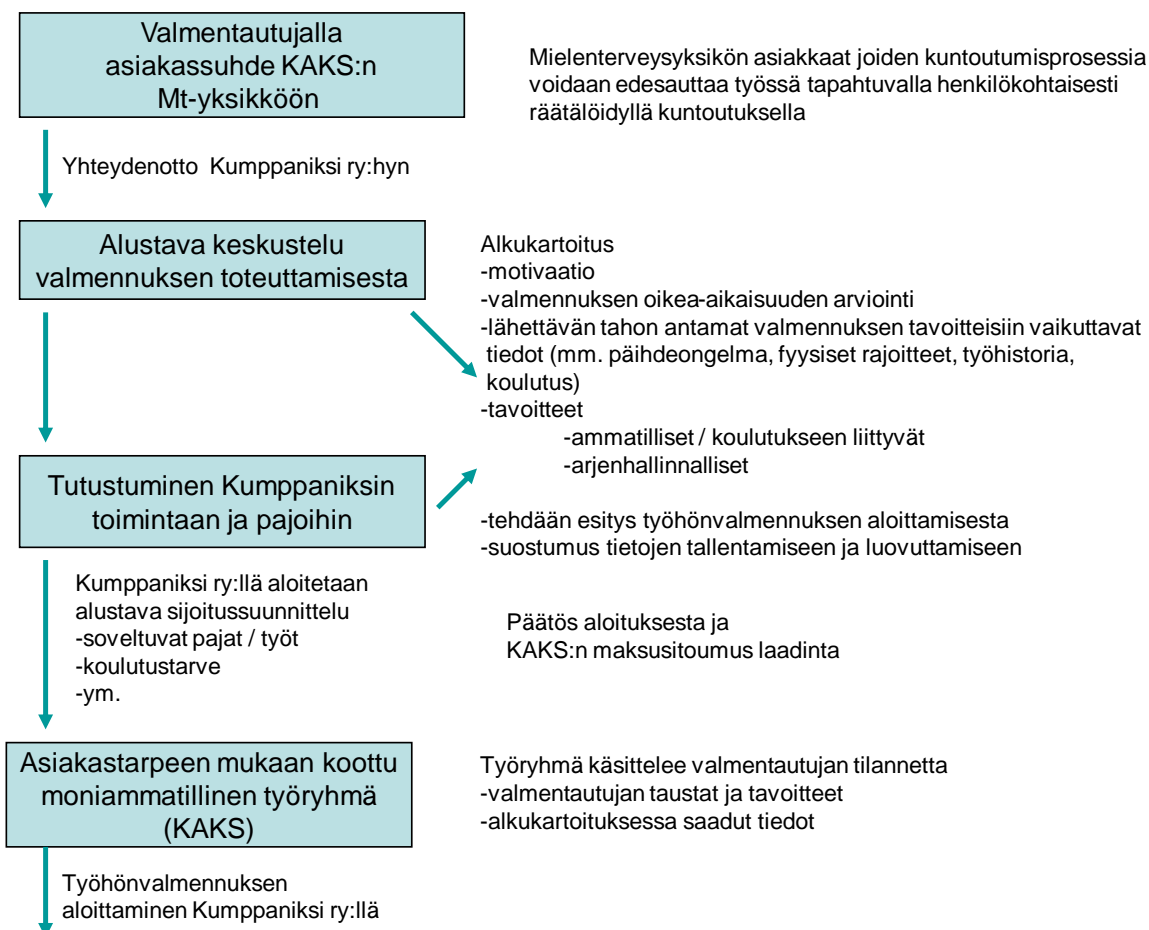 Valmentautujalla
asiakassuhde KAKS:n
Mt-yksikköön
Mielenterveysyksikön asiakkaat joiden kuntoutumisprosessia
voidaan edesauttaa työssä tapahtuvalla henkilökohtaisesti
räätälöidyllä kuntoutuksella
Yhteydenotto Kumppaniksi ry:hyn
Alustava keskustelu
valmennuksen toteuttamisesta
Alkukartoitus
-motivaatio
-valmennuksen oikea-aikaisuuden arviointi
-lähettävän tahon antamat valmennuksen tavoitteisiin vaikuttavat
tiedot (mm. päihdeongelma, fyysiset rajoitteet, työhistoria,
koulutus)
-tavoitteet
-ammatilliset / koulutukseen liittyvät
-arjenhallinnalliset
Tutustuminen Kumppaniksin
toimintaan ja pajoihin
-tehdään esitys työhönvalmennuksen aloittamisesta
-suostumus tietojen tallentamiseen ja luovuttamiseen
Kumppaniksi ry:llä aloitetaan
alustava sijoitussuunnittelu
-soveltuvat pajat / työt
-koulutustarve
-ym.
Päätös aloituksesta ja
KAKS:n maksusitoumus laadinta
Asiakastarpeen mukaan koottu
moniammatillinen työryhmä
(KAKS)
Työryhmä käsittelee valmentautujan tilannetta
-valmentautujan taustat ja tavoitteet
-alkukartoituksessa saadut tiedot
Työhönvalmennuksen
aloittaminen Kumppaniksi ry:llä